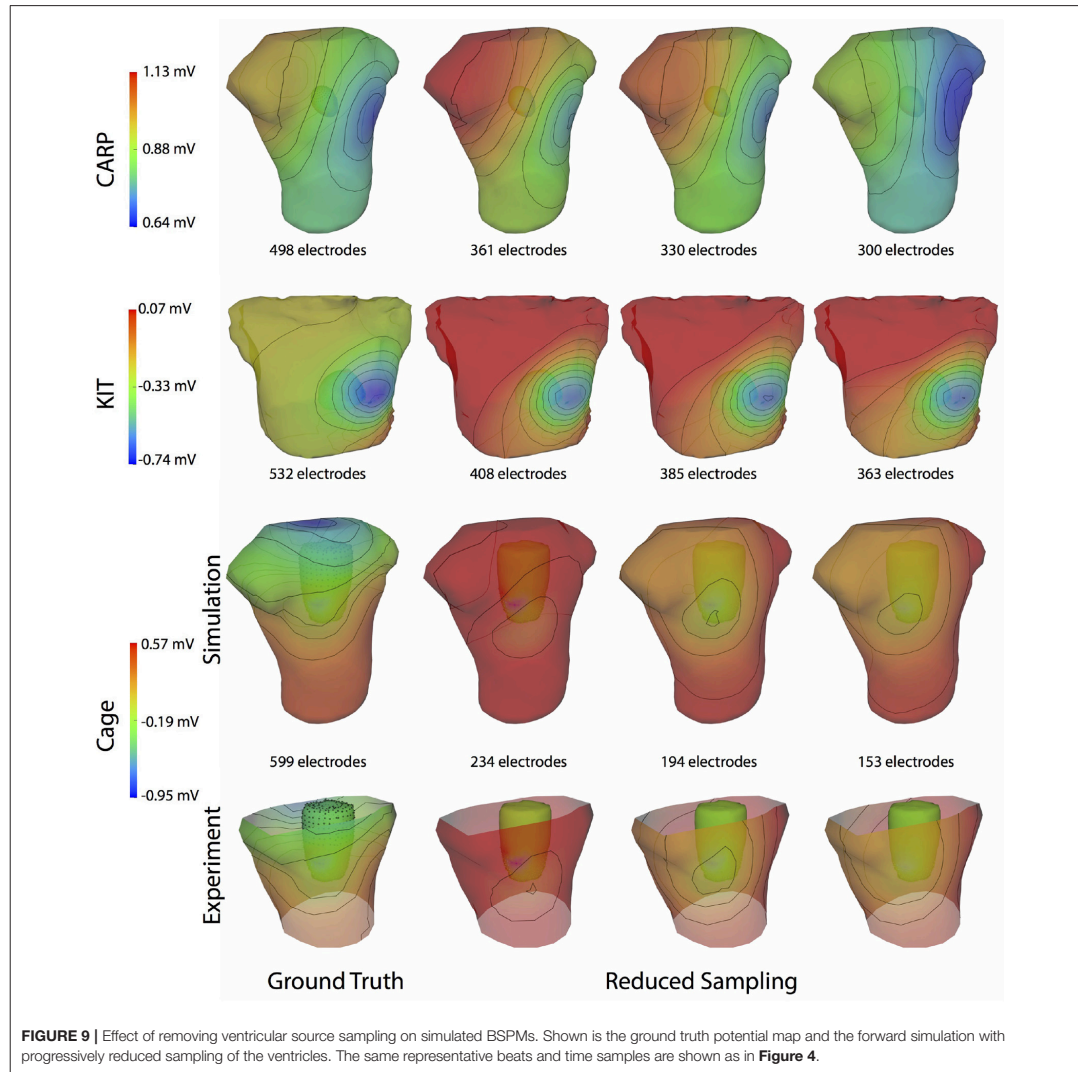 CARP
1.13 mV
0.88 mV
0.64 mV
498 electrodes
361 electrodes
330 electrodes
300 electrodes
KIT
0.07 mV
-0.33 mV
-0.74 mV
532 electrodes
408 electrodes
385 electrodes
363 electrodes
Cage
0.57 mV
-0.19 mV
-0.95 mV
Simulation
599 electrodes
234 electrodes
194 electrodes
153 electrodes
Experiment
Ground Truth
Reduced Sampling
FIGURE 9 | Effect of removing ventricular source sampling on simulated BSPMs. Shown is the ground truth potential map and the forward simulation with
progressively reduced sampling of the ventricles. The same representative beats and time samples are shown as in Figure 4.